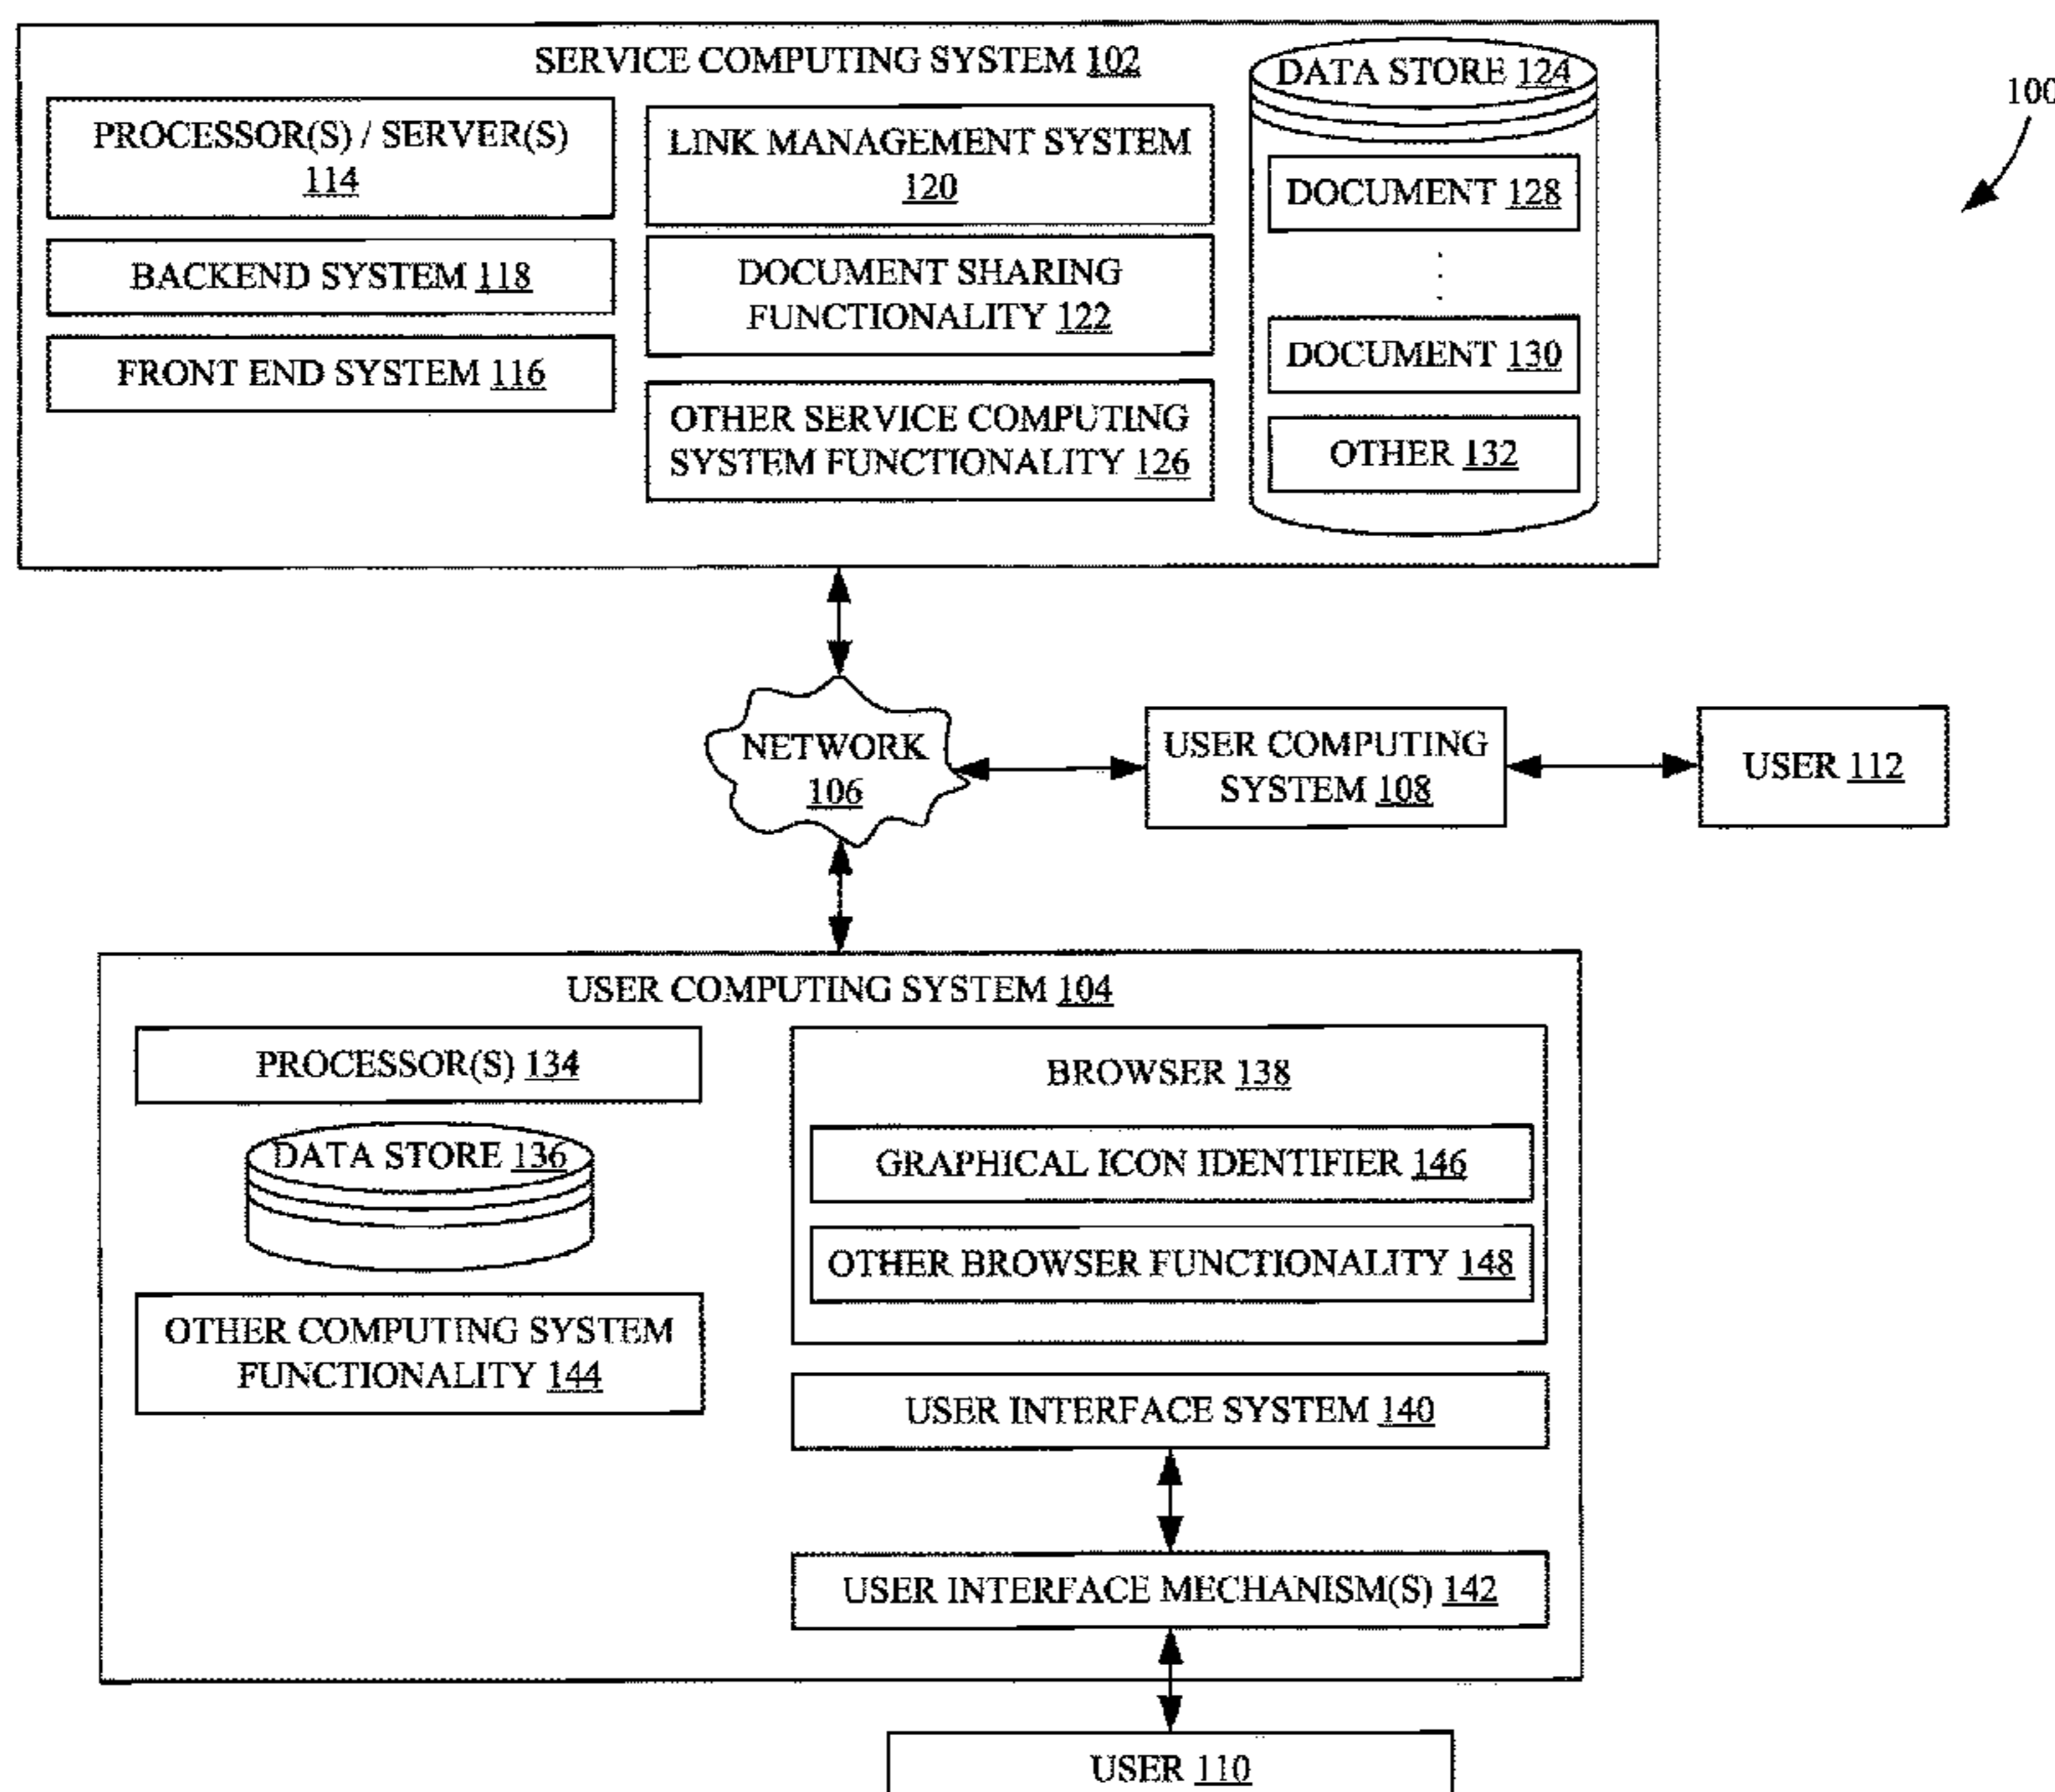 SERVICE COMPUTING SYSTEM 102
PROCESSOR(S) / SERVER(S)
114
BACKEND SYSTEM 118
FRONT END SYSTEM 116
LINK MANAGEMENT SYSTEM
120
DOCUMENT SHARING
FUNCTIONALITY 122
OTHER SERVICE COMPUTING
SYSTEM FUNCTIONALITY 126
DATA STORE 124
DOCUMENT 128
DOCUMENT 130
OTHER 132
100
NETWORK
106
USER COMPUTING
SYSTEM 108
USER 112
USER COMPUTING SYSTEM 104
PROCESSOR(S) 134
DATA STORE 136
OTHER COMPUTING SYSTEM
FUNCTIONALITY 144
BROWSER 138
GRAPHICAL ICON IDENTIFIER 146
OTHER BROWSER FUNCTIONALITY 148
USER INTERFACE SYSTEM 140
USER INTERFACE MECHANISM(S) 142
USER 110